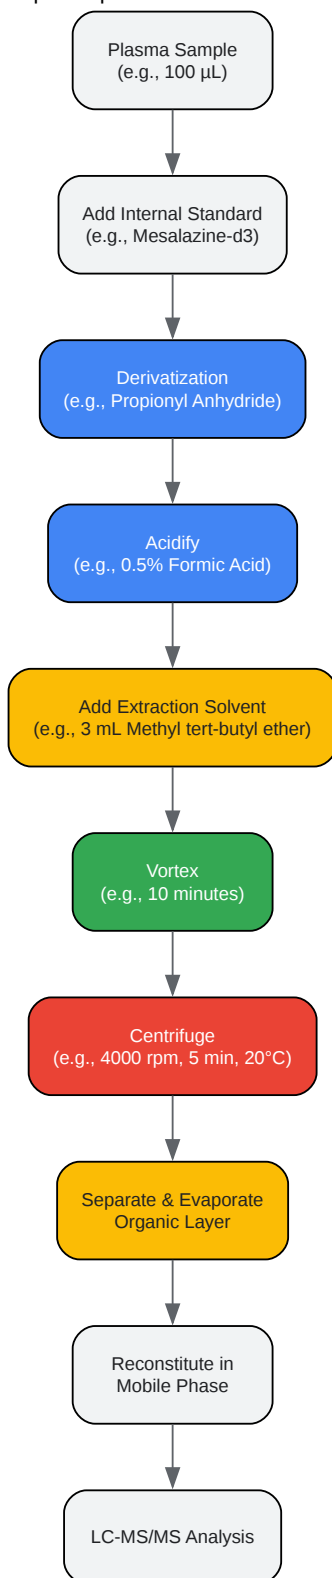 Plasma Sample
(e.g., 100 µL)
Add Internal Standard
(e.g., Mesalazine-d3)
Derivatization
(e.g., Propionyl Anhydride)
Acidify
(e.g., 0.5% Formic Acid)
Add Extraction Solvent
(e.g., 3 mL Methyl tert-butyl ether)
Vortex
(e.g., 10 minutes)
Centrifuge
(e.g., 4000 rpm, 5 min, 20°C)
Separate & Evaporate
Organic Layer
Reconstitute in
Mobile Phase
LC-MS/MS Analysis